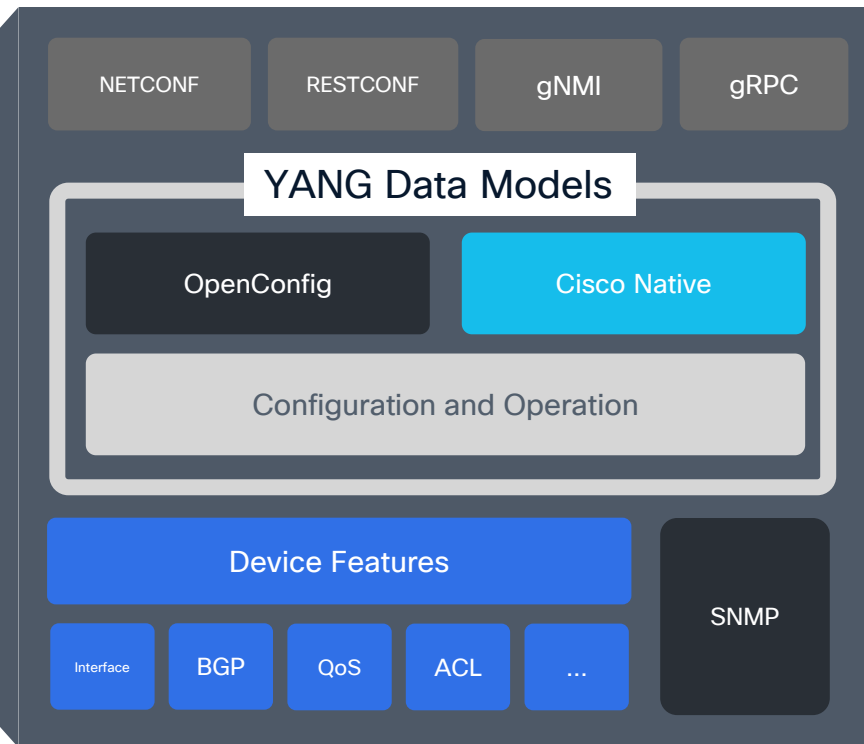 NETCONF
RESTCONF
gNMI
gRPC
YANG Data Models
OpenConfig
Cisco Native
Configuration and Operation
Device Features
SNMP
Interface
BGP
QoS
ACL
...